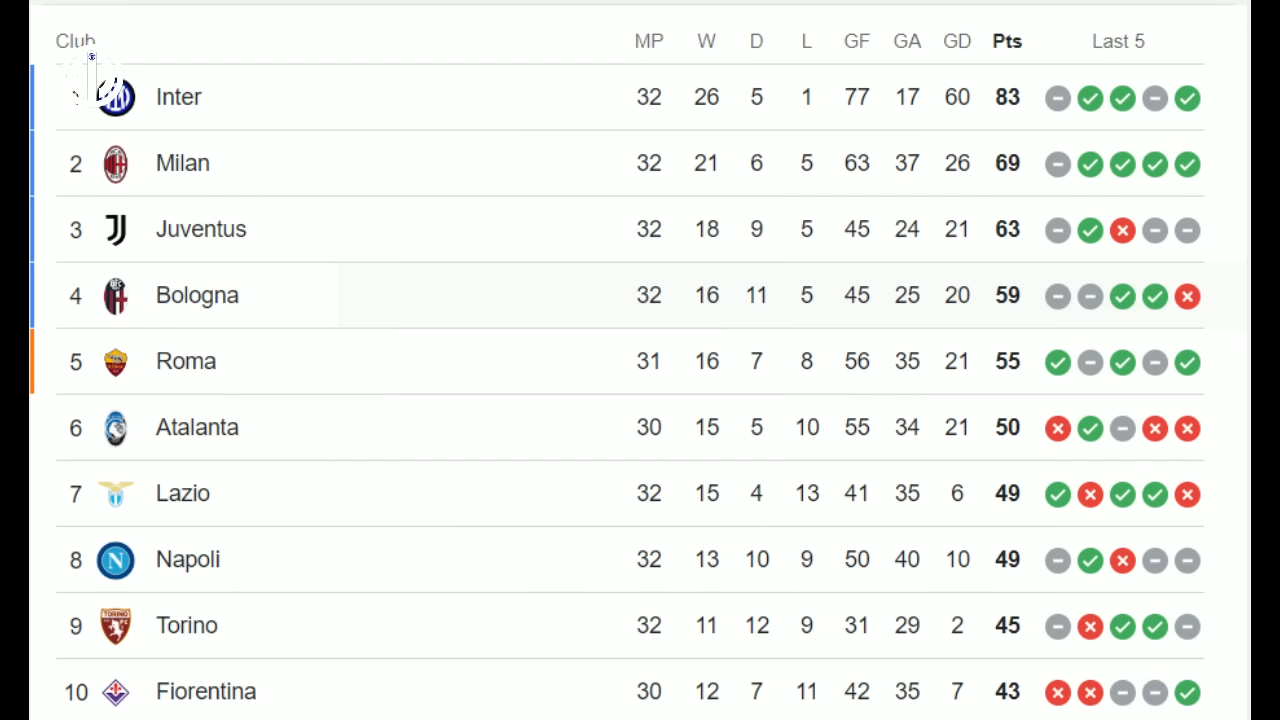 Club MP W D L GF GA GD Pts Last 5
Inter 32 26 5 1 77 17 60 83
2 Milan 32 21 6 5 63 37 26 69
3 Juventus 32 18 9 5 45 24 21 63
4 Bologna 32 16 11 5 45 25 20 59
5 Roma 31 16 7 8 56 35 21 55
6 Atalanta 30 15 5 10 55 34 21 50
7 Lazio 32 15 4 13 41 35 6 49
8 N Napoli 32 13 10 9 50 40 10 49
9 TORINO FC Torino 32 11 12 9 31 29 2 45
10 Fiorentina 30 12 7 11 42 35 7 43